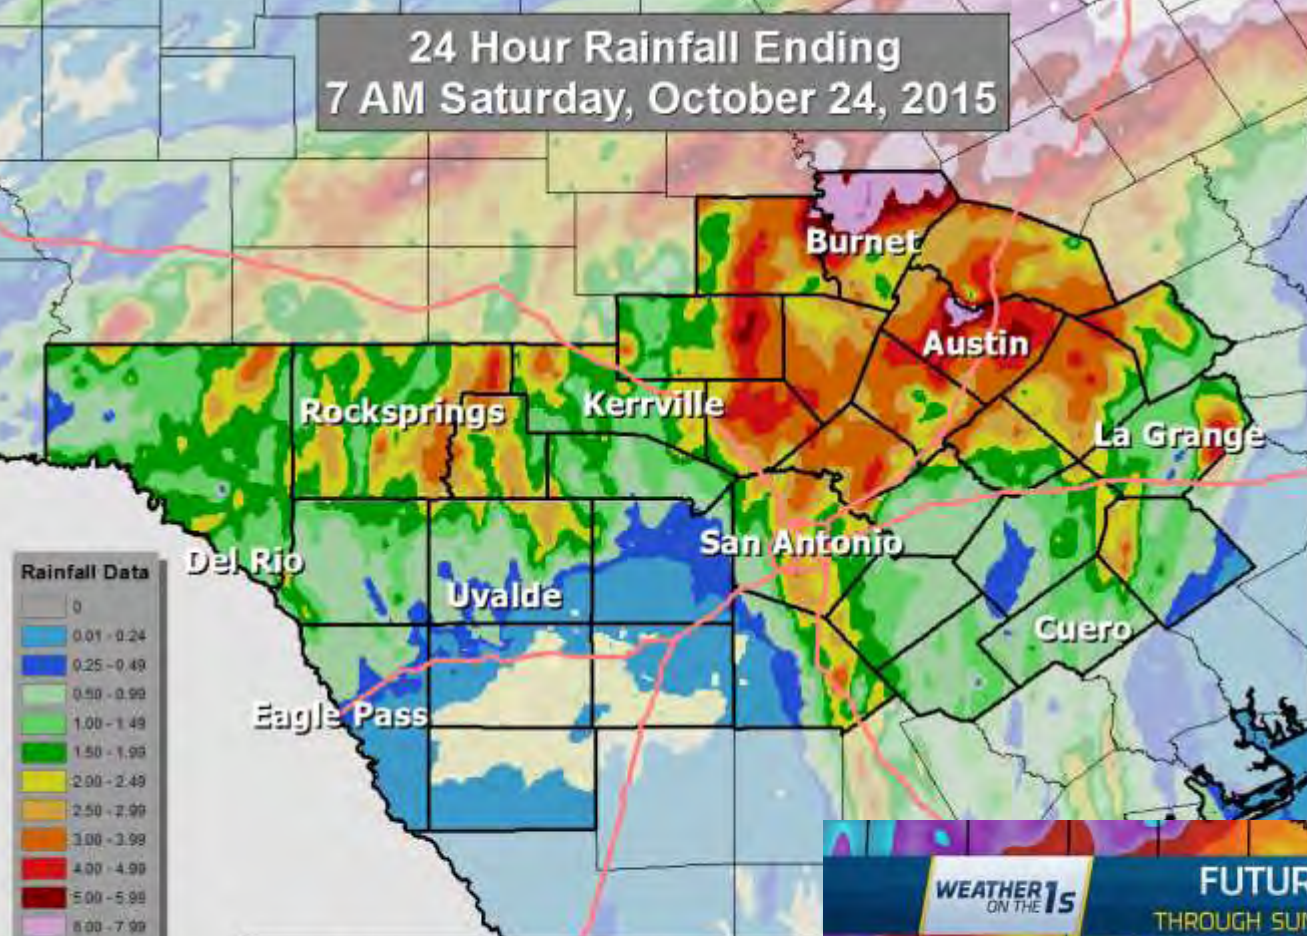 24 Hour Rainfall Ending
7 AM Saturday, October 24, 2015
Burnet
Austin
Rocksprings
Kerrville
La Grange
San Antonio
Del Rio
Uvalde
Cuero
Eagle Pass
Rainfall Data
0
0.01 - 0.24
0.25 - 0.49
0.50 - 0.99
1.00 - 1.49
1.50 - 1.99
2.00 - 2.49
2.50 - 2.99
3.00 - 3.99
4.00 - 4.99
5.00 - 5.99
6.00 - 7.99
WEATHER
ON THE 1s
FUTUR
THROUGH SUN